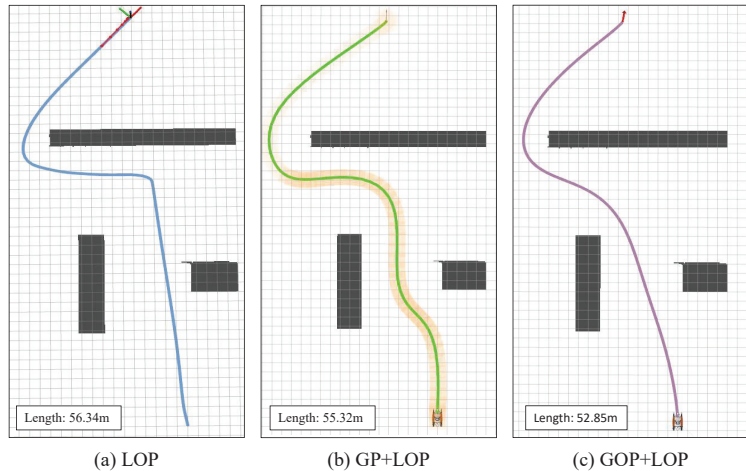 Length: 56.34m
Length: 55.32m
Length: 52.85m
(a) LOP
(b) GP+LOP
(c) GOP+LOP